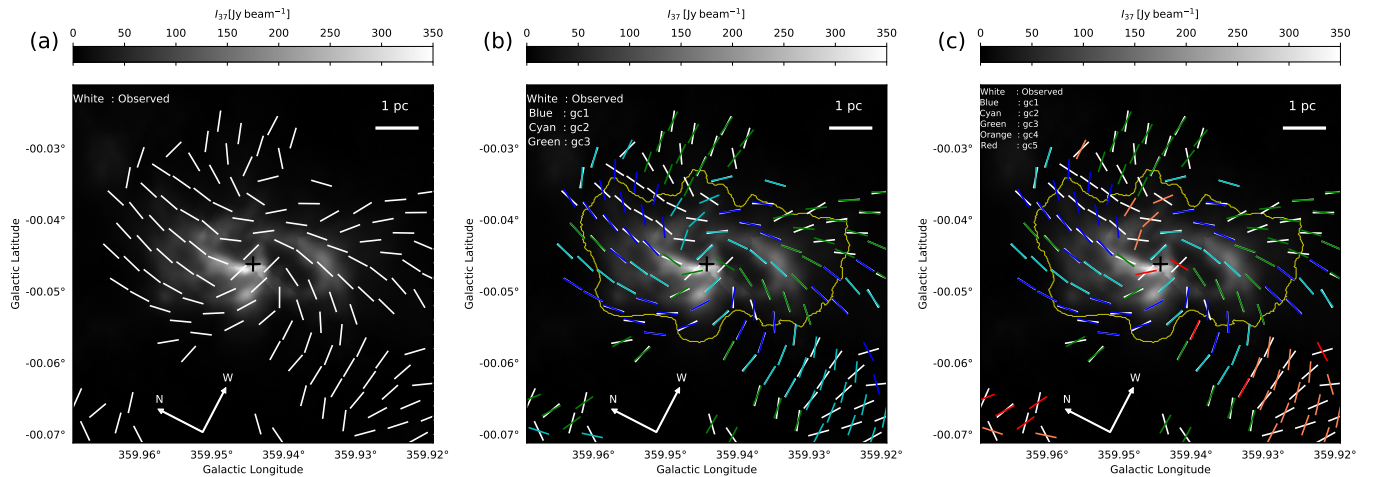 (a)
I₃₇[Jy beam⁻¹]
0 50 100 150 200 250 300 350
White : Observed
1 pc
-00.03°
-00.04°
-00.05°
-00.06°
-00.07°
Galactic Latitude
N
W
359.96° 359.95° 359.94° 359.93° 359.92°
Galactic Longitude
(b)
I₃₇ [Jy beam⁻¹]
0 50 100 150 200 250 300 350
White : Observed
Blue : gc1
Cyan : gc2
Green : gc3
1 pc
-00.03°
-00.04°
-00.05°
-00.06°
-00.07°
Galactic Latitude
N
W
359.96° 359.95° 359.94° 359.93° 359.92°
Galactic Longitude
(c)
I₃₇ [Jy beam⁻¹]
0 50 100 150 200 250 300 350
White : Observed
Blue : gc1
Cyan : gc2
Green : gc3
Orange : gc4
Red : gc5
1 pc
-00.03°
-00.04°
-00.05°
-00.06°
-00.07°
Galactic Latitude
N
W
359.96° 359.95° 359.94° 359.93° 359.92°
Galactic Longitude